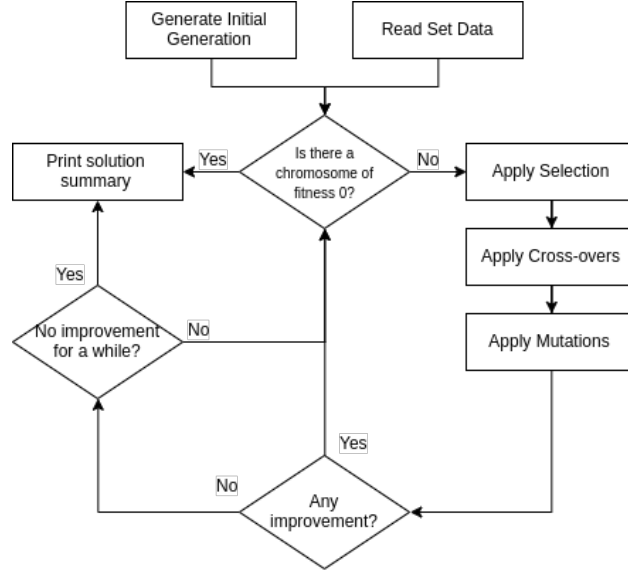 Generate Initial
Generation
Read Set Data
Is there a
chromosome of
fitness 0?
Yes
No
Print solution
summary
Apply Selection
Apply Cross-overs
Apply Mutations
Yes
No improvement
for a while?
No
Yes
No
Any
improvement?